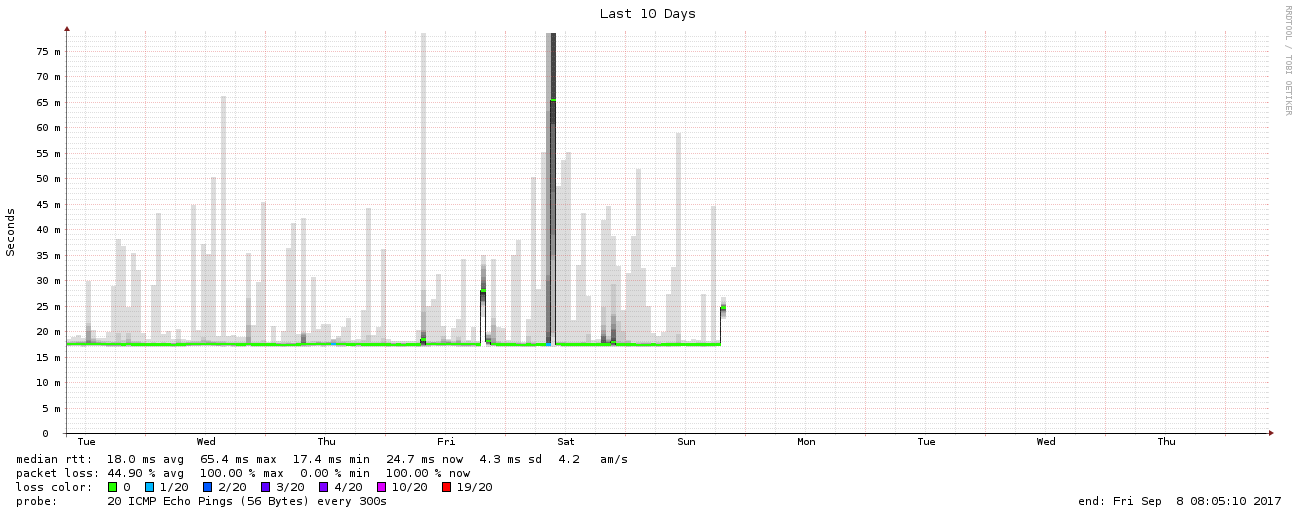 Last 10 Days
RRDTOOL / TOBI OETIKER
Seconds
75 m
70 m
65 m
60 m
55 m
50 m
45 m
40 m
35 m
30 m
25 m
20 m
15 m
10 m
5 m
0
Tue Wed Thu Fri Sat Sun Mon Tue Wed Thu
median rtt: 18.0 ms avg 65.4 ms max 17.4 ms min 24.7 ms now 4.3 ms sd 4.2 am/s
packet loss: 44.90 % avg 100.00 % max 0.00 % min 100.00 % now
loss color: 0 1/20 2/20 3/20 4/20 10/20 19/20
probe: 20 ICMP Echo Pings (56 Bytes) every 300s end: Fri Sep 8 08:05:10 2017